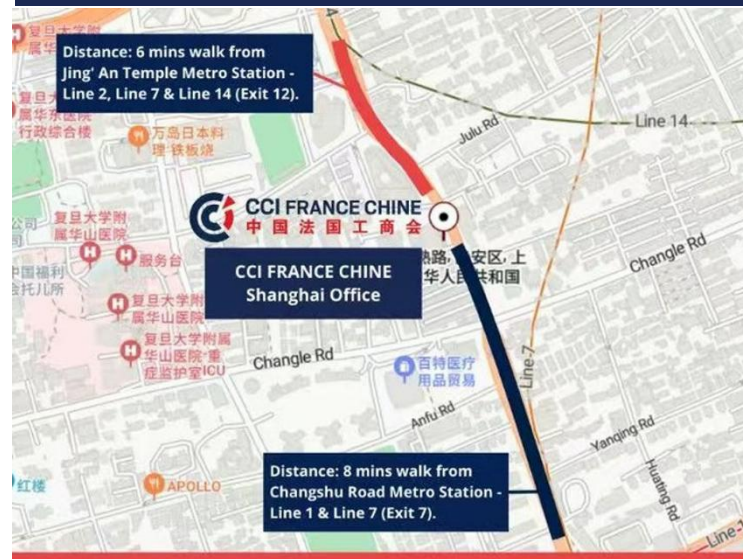 复旦
属华
Distance: 6 mins walk from
Jing' An Temple Metro Station -
Line 2, Line 7 & Line 14 (Exit 12).
复旦大
属华东医院
行政综合楼
万岛日本料
理·铁板烧
Julu Rd
Line 14
公司
复旦大学附
属华山医院
CCI FRANCE CHINE
中国法国工商会
服务台
CCI FRANCE CHINE
Shanghai Office
熟路,
安区, 上
华人民共和国
Changle Rd
中国福利
会托儿所
复旦大学附
属华山医院
复旦大学附属
华山医院·重
症监护室ICU
Changle Rd
百特医疗
用品贸易
Line-7
Anfu Rd
Yanqing Rd
Huating Rd
红楼
APOLLO
Distance: 8 mins walk from
Changshu Road Metro Station -
Line 1 & Line 7 (Exit 7).
Line-1